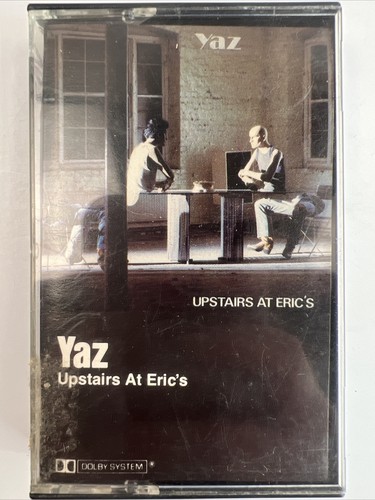 Yaz
UPSTAIRS AT ERIC'S
Yaz
Upstairs At Eric's
DOLBY SYSTEM